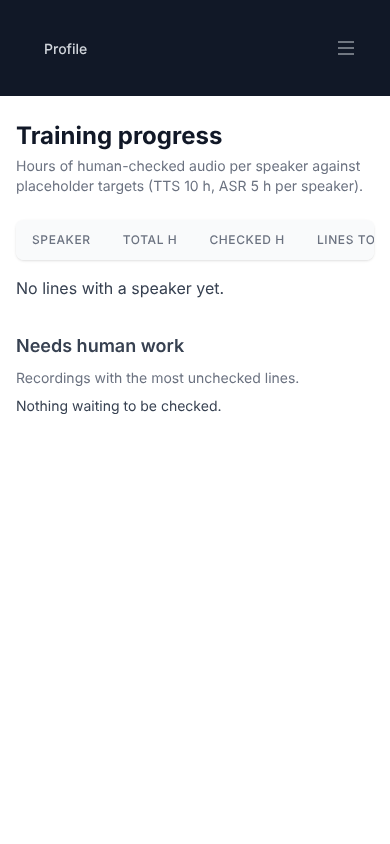 Profile
Training progress
Hours of human-checked audio per speaker against
placeholder targets (TTS 10 h, ASR 5 h per speaker).
SPEAKER TOTAL H CHECKED H LINES TO
No lines with a speaker yet.
Needs human work
Recordings with the most unchecked lines.
Nothing waiting to be checked.